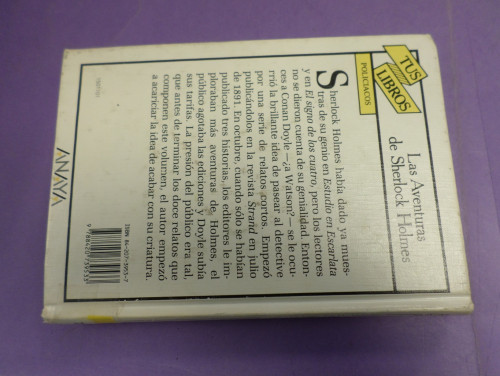 TUS
LIBROS
POLICIACOS
Las Aventuras
de Sherlock Holmes
Sherlock Holmes había dado ya mues-
tras de su genio en Estudio en Escarlata
y en El signo de los cuatro, pero los lectores
no se dieron cuenta de su genialidad. Enton-
ces a Conan Doyle —¿a Watson?— se le ocu-
rrió la brillante idea de pasear al detective
por una serie de relatos cortos. Empezó
publicándolos en la revista Strand en julio
de 1891. En octubre, cuando sólo se habían
publicado tres historias, los editores le im-
ploraban más aventuras de Holmes, el
público agotaba las ediciones y Doyle subía
sus tarifas. La presión del público era tal,
que antes de terminar los doce relatos que
componen este volumen, el autor empezó
a acariciar la idea de acabar con su criatura.
ANAYA